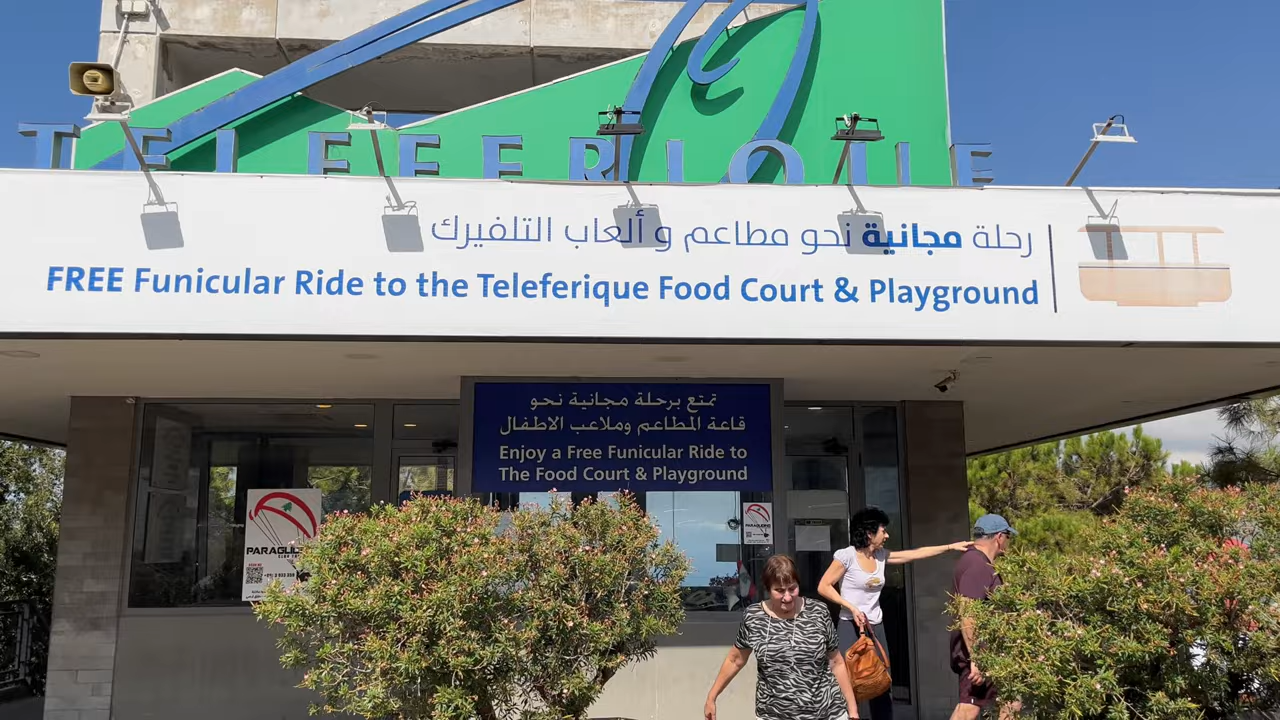 TELEFERIQUE
رحلة مجانية نحو مطاعم و ألعاب التلفيرك
FREE Funicular Ride to the Teleferique Food Court & Playground
تمتع برحلة مجانية نحو
قاعة المطاعم وملاعب الاطفال
Enjoy a Free Funicular Ride to
The Food Court & Playground